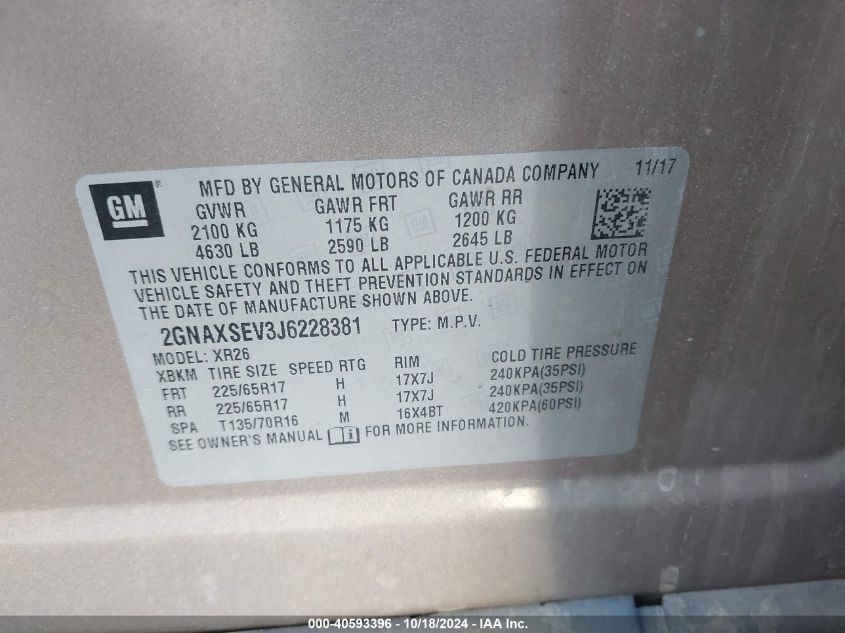 GM ® MFD BY GENERAL MOTORS OF CANADA COMPANY 11/17
GVWR GAWR FRT GAWR RR
2100 KG 1175 KG 1200 KG
4630 LB 2590 LB 2645 LB
THIS VEHICLE CONFORMS TO ALL APPLICABLE U.S. FEDERAL MOTOR
VEHICLE SAFETY AND THEFT PREVENTION STANDARDS IN EFFECT ON
THE DATE OF MANUFACTURE SHOWN ABOVE.
2GNAXSEV3J6228381 TYPE: M.P.V.
MODEL: XR26
XBKM TIRE SIZE SPEED RTG RIM COLD TIRE PRESSURE
FRT 225/65R17 H 17X7J 240KPA(35PSI)
RR 225/65R17 H 17X7J 240KPA(35PSI)
SPA T135/70R16 M 16X4BT 420KPA(60PSI)
SEE OWNER'S MANUAL FOR MORE INFORMATION.
000-40593396 - 10/18/2024 - IAA Inc.